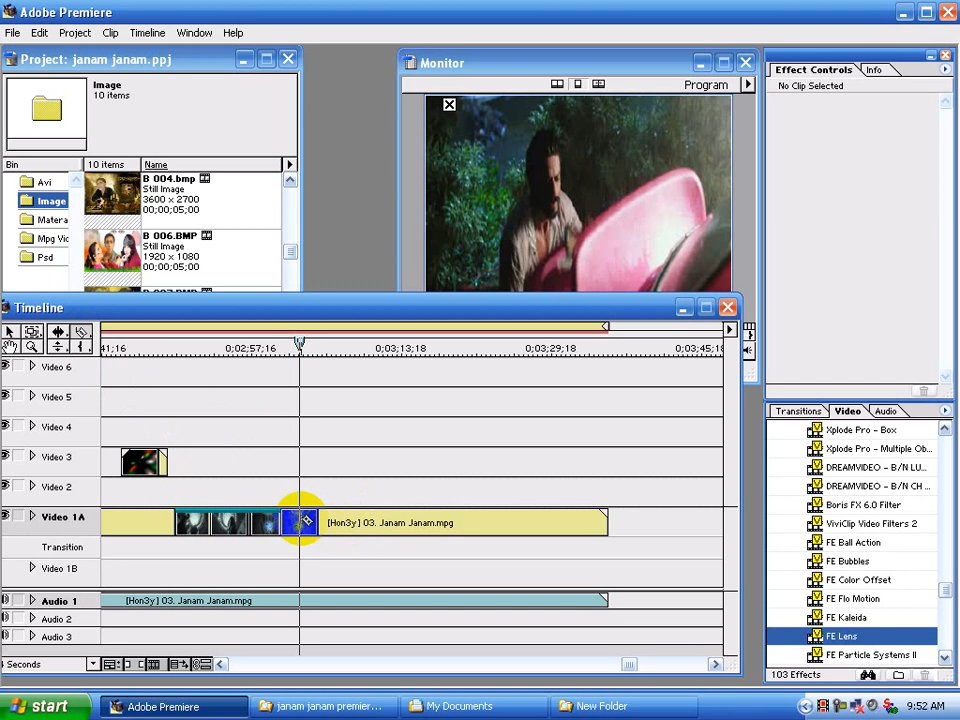 Adobe Premiere
File Edit Project Clip Timeline Window Help
Project: janam janam.ppj
Image
10 items
Bin 10 items Name
Avi
Image
Matera
Mpg Vic
Psd
B 004.bmp
Still Image
3600 x 2700
00;00;05;00
B 006.BMP
Still Image
1920 x 1080
00;00;05;00
Monitor
Program
Effect Controls Info
No Clip Selected
Timeline
41;16 0;02;57;16 0;03;13;18 0;03;29;18 0;03;45;18
Video 6
Video 5
Video 4
Video 3
Video 2
Video 1A
[Hon3y] 03. Janam Janam.mpg
Transition
Video 1B
Audio 1
[Hon3y] 03. Janam Janam.mpg
Audio 2
Audio 3
Seconds
Transitions Video Audio
Xplode Pro - Box
Xplode Pro - Multiple Ob...
DREAMVIDEO - B/N LU...
DREAMVIDEO - B/N CH ...
Boris FX 6.0 Filter
ViviClip Video Filters 2
FE Ball Action
FE Bubbles
FE Color Offset
FE Flo Motion
FE Kaleida
FE Lens
FE Particle Systems II
103 Effects
start
Adobe Premiere
janam janam premier...
My Documents
New Folder
9:52 AM